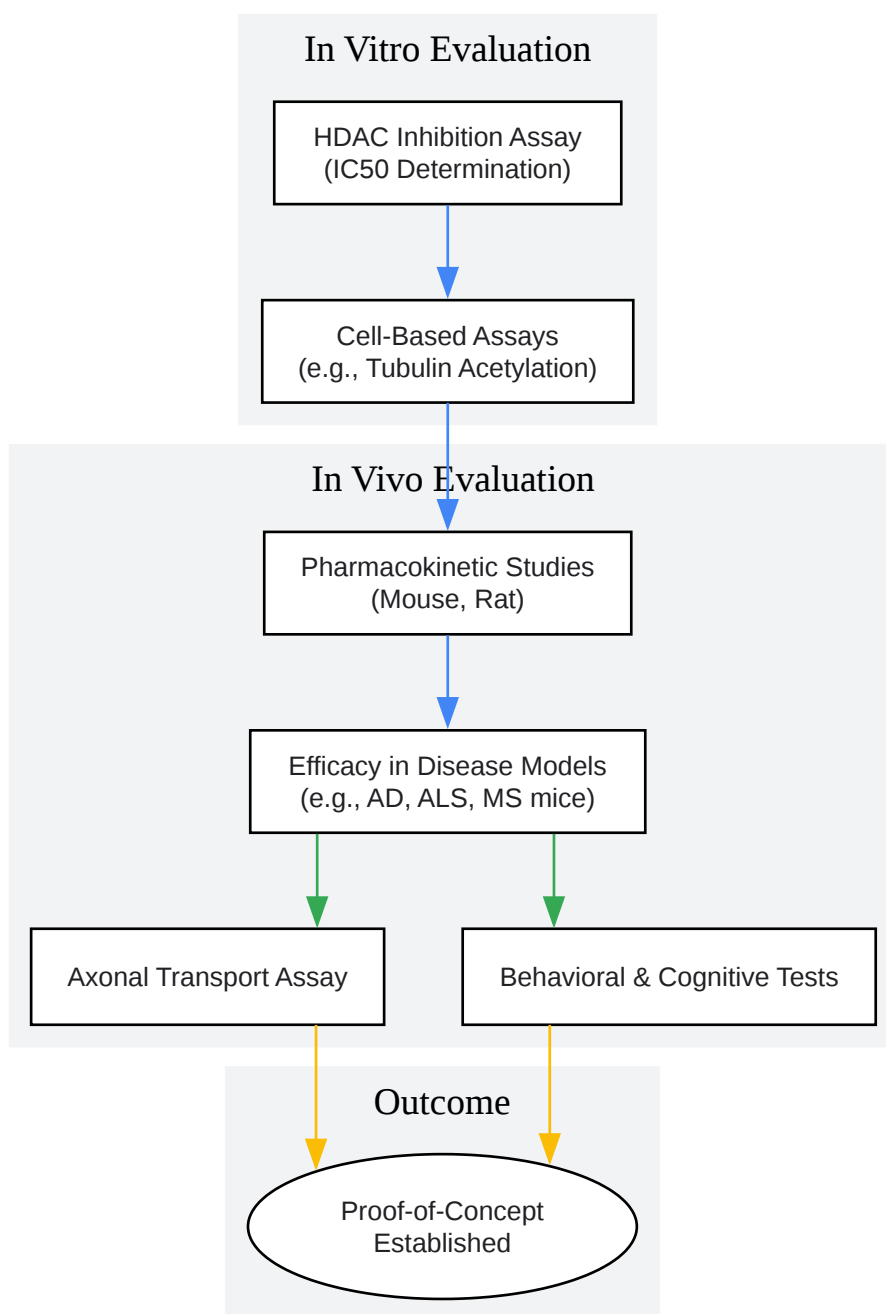 In Vitro Evaluation
HDAC Inhibition Assay
(IC50 Determination)
Cell-Based Assays
(e.g., Tubulin Acetylation)
In Vivo Evaluation
Pharmacokinetic Studies
(Mouse, Rat)
Efficacy in Disease Models
(e.g., AD, ALS, MS mice)
Axonal Transport Assay
Behavioral & Cognitive Tests
Outcome
Proof-of-Concept
Established